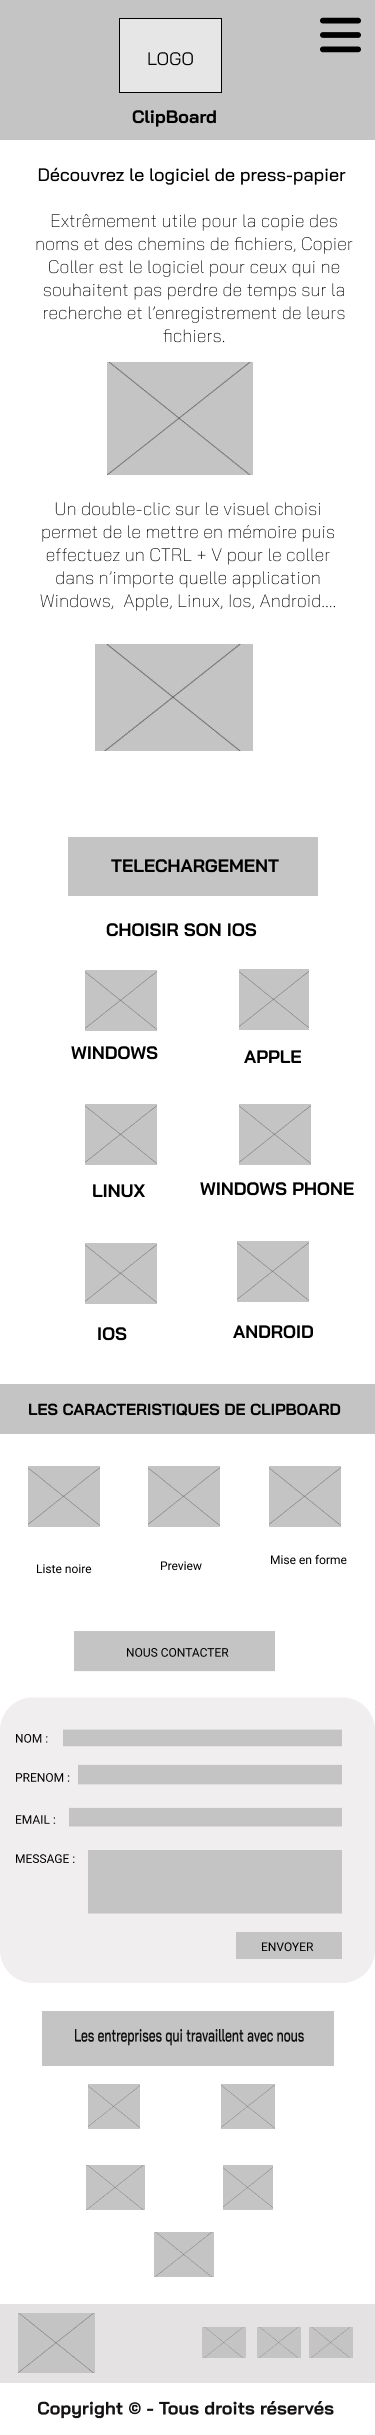 LOGO
ClipBoard
Découvrez le logiciel de press-papier
Extrêmement utile pour la copie des
noms et des chemins de fichiers, Copier
Coller est le logiciel pour ceux qui ne
souhaitent pas perdre de temps sur la
recherche et l’enregistrement de leurs
fichiers.
Un double-clic sur le visuel choisi
permet de le mettre en mémoire puis
effectuez un CTRL + V pour le coller
dans n’importe quelle application
Windows, Apple, Linux, Ios, Android....
TELECHARGEMENT
CHOISIR SON IOS
WINDOWS
APPLE
LINUX
WINDOWS PHONE
IOS
ANDROID
LES CARACTERISTIQUES DE CLIPBOARD
Liste noire
Preview
Mise en forme
NOUS CONTACTER
NOM :
PRENOM :
EMAIL :
MESSAGE :
ENVOYER
Les entreprises qui travaillent avec nous
Copyright © - Tous droits réservés